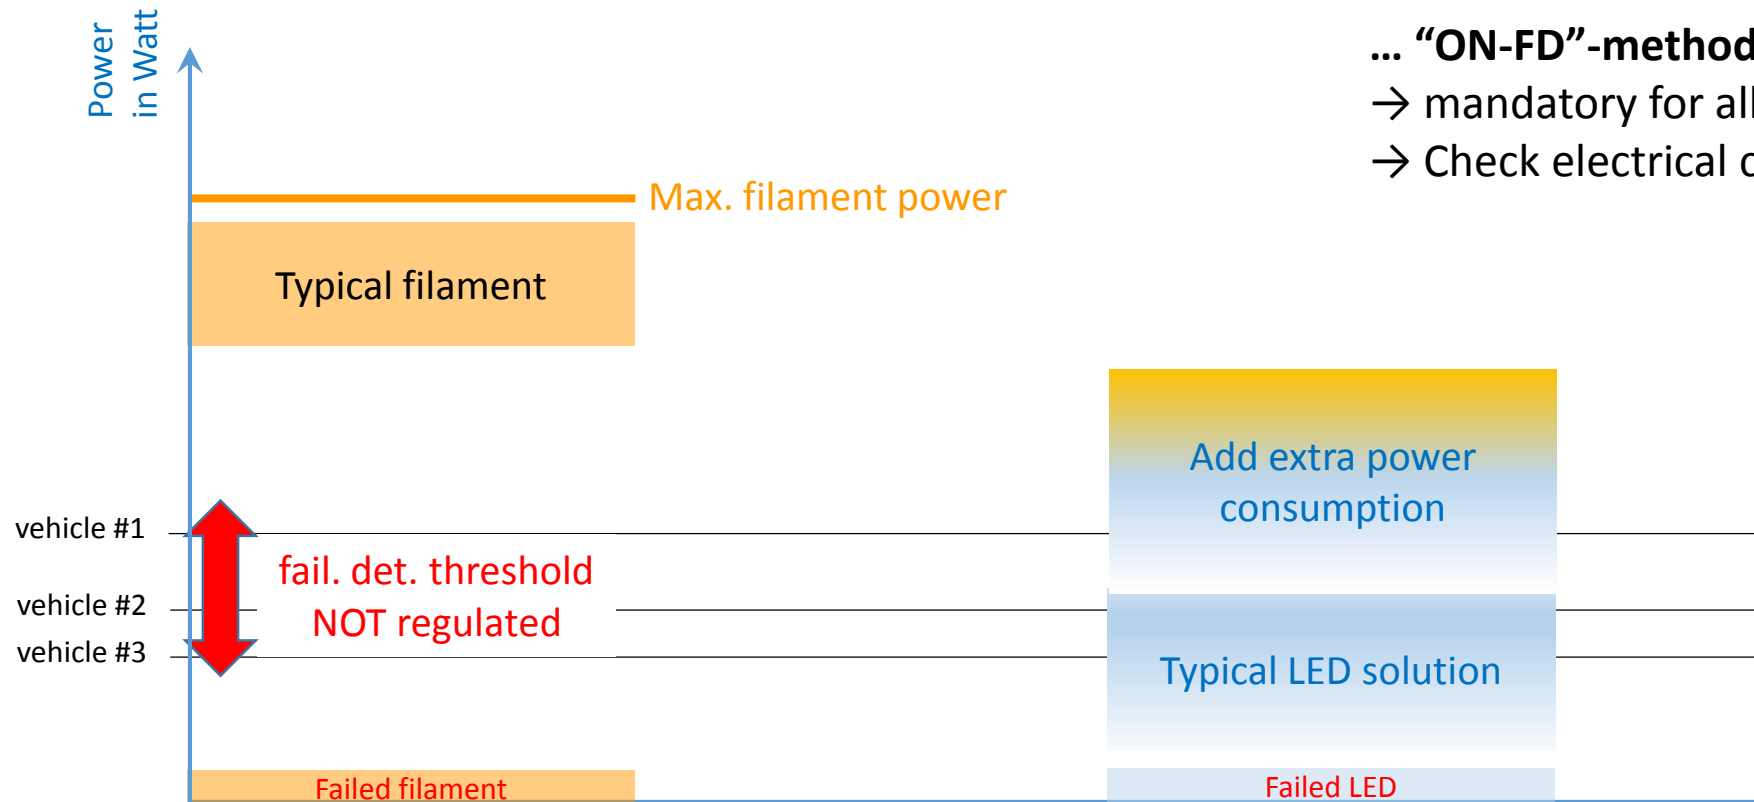 Power
in Watt
… “ON-FD”-method
→ mandatory for all
→ Check electrical
Max. filament power
Typical filament
Add extra power
consumption
vehicle #1
fail. det. threshold
NOT regulated
vehicle #2
vehicle #3
Typical LED solution
Failed filament
Failed LED